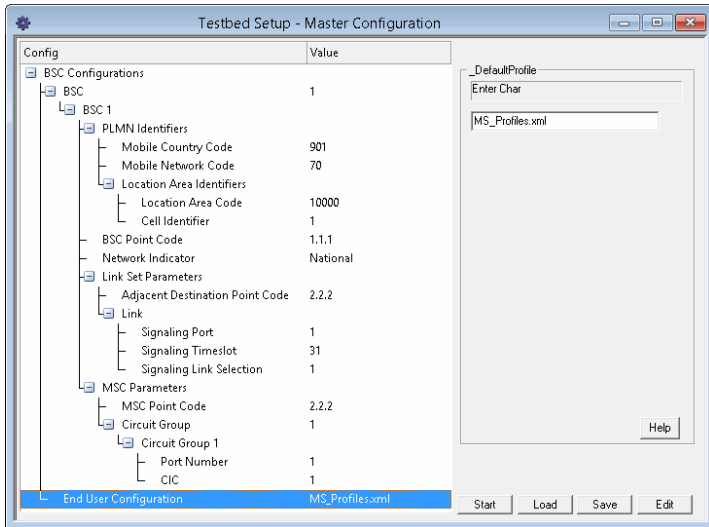 Testbed Setup - Master Configuration
Config Value
BSC Configurations
BSC 1
BSC 1
PLMN Identifiers
Mobile Country Code 901
Mobile Network Code 70
Location Area Identifiers
Location Area Code 10000
Cell Identifier 1
BSC Point Code 1.1.1
Network Indicator National
Link Set Parameters
Adjacent Destination Point Code 2.2.2
Link
Signaling Port 1
Signaling Timeslot 31
Signaling Link Selection 1
MSC Parameters
MSC Point Code 2.2.2
Circuit Group 1
Circuit Group 1
Port Number 1
CIC 1
End User Configuration MS_Profiles.xml
_DefaultProfile
Enter Char
MS_Profiles.xml
Help
Start Load Save Edit